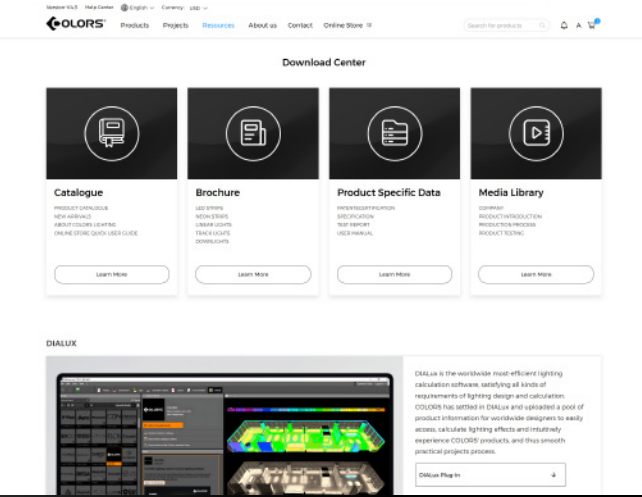 Version V4.5 Help Center English Currency: USD
COLORS
Products Projects Resources About us Contact Online Store
Search for products
A
Download Center
Catalogue
PRODUCT CATALOGUE
NEW ARRIVALS
ABOUT COLORS LIGHTING
ONLINE STORE QUICK USER GUIDE
Learn More
Brochure
LED STRIPS
NEON STRIPS
LINEAR LIGHTS
TRACK LIGHTS
DOWNLIGHTS
Learn More
Product Specific Data
PATENT&CERTIFICATION
SPECIFICATION
TEST REPORT
USER MANUAL
Learn More
Media Library
COMPANY
PRODUCT INTRODUCTION
PRODUCTION PROCESS
PRODUCT TESTING
Learn More
DIALUX
COLORS
DIALux is the worldwide most-efficient lighting
calculation software, satisfying all kinds of
requirements of lighting design and calculation.
COLORS has settled in DIALux and uploaded a pool of
product information for worldwide designers to easily
access, calculate lighting effects and intuitively
experience COLORS' products, and thus smooth
practical projects process.
DIALux Plug-in